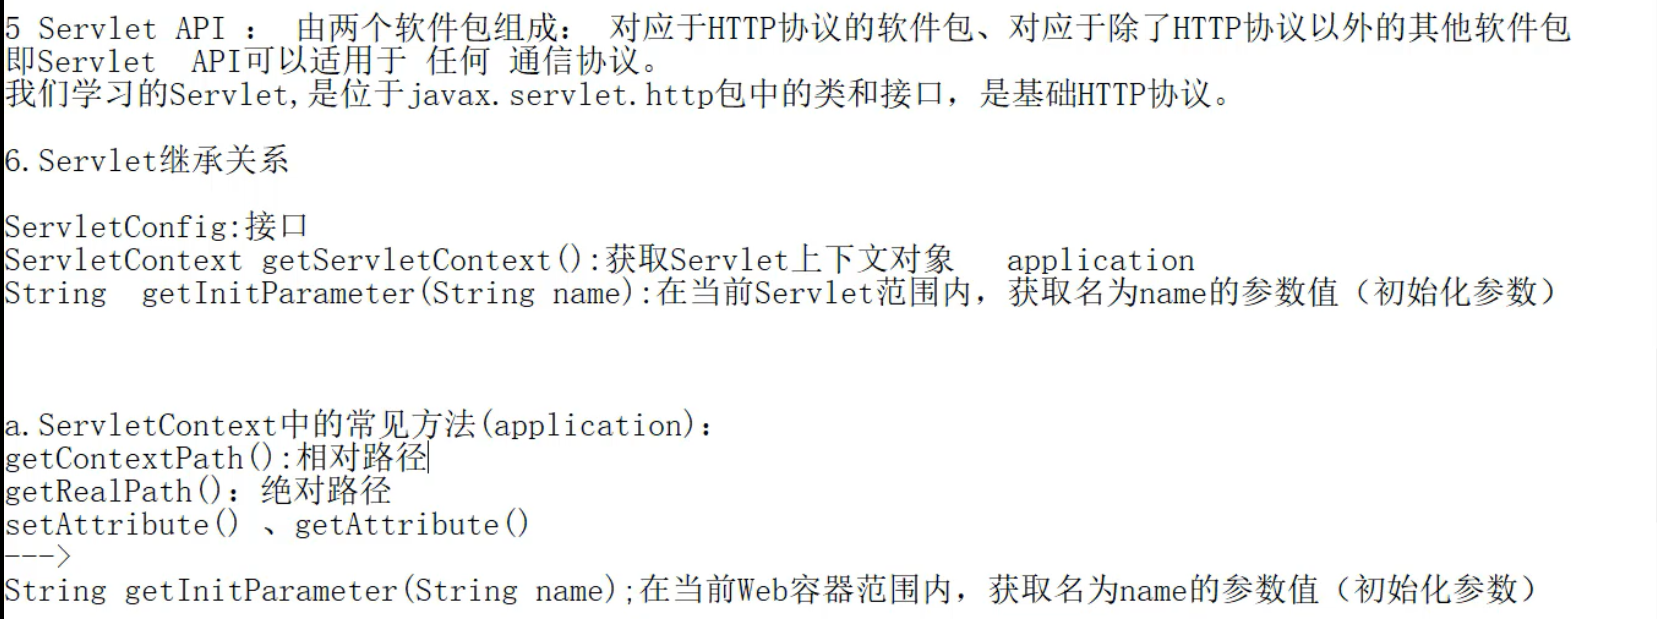 5 Servlet API ： 由两个软件包组成： 对应于HTTP协议的软件包、对应于除了HTTP协议以外的其他软件包
即Servlet  API可以适用于 任何 通信协议。
我们学习的Servlet,是位于javax.servlet.http包中的类和接口，是基础HTTP协议。
6.Servlet继承关系
ServletConfig:接口
ServletContext getServletContext():获取Servlet上下文对象   application
String  getInitParameter(String name):在当前Servlet范围内，获取名为name的参数值（初始化参数）
a.ServletContext中的常见方法(application)：
getContextPath():相对路径
getRealPath()：绝对路径
setAttribute() 、getAttribute()
--->
String getInitParameter(String name);在当前Web容器范围内，获取名为name的参数值（初始化参数）